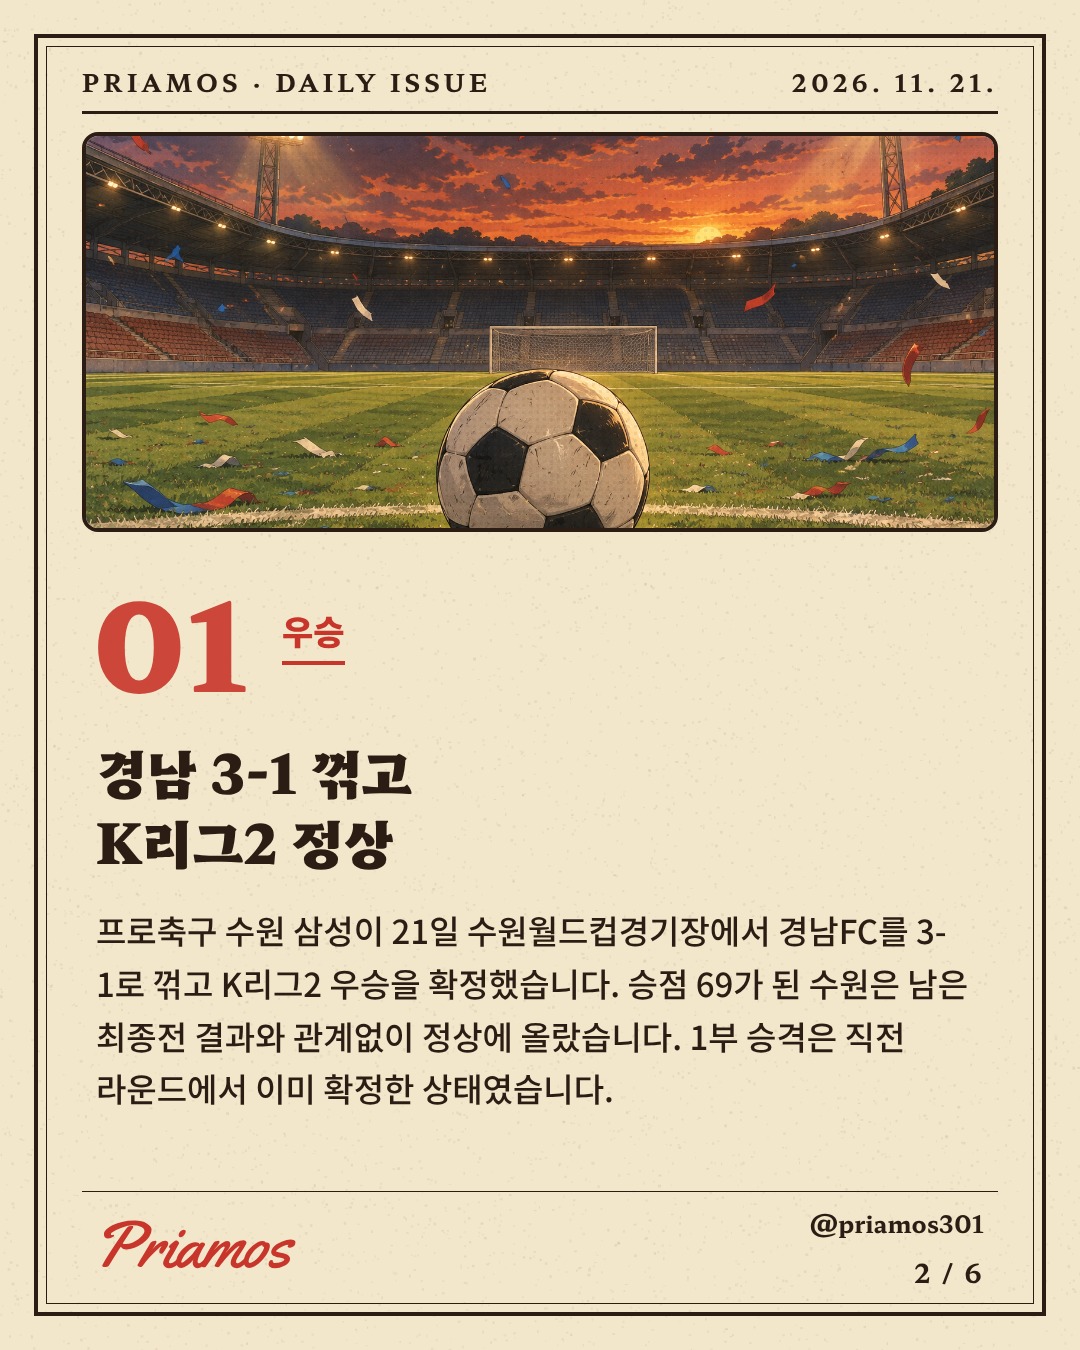 PRIAMOS · DAILY ISSUE
2026. 11. 21.
01
우승
경남 3-1 꺾고
K리그2 정상
프로축구 수원 삼성이 21일 수원월드컵경기장에서 경남FC를 3-
1로 꺾고 K리그2 우승을 확정했습니다. 승점 69가 된 수원은 남은
최종전 결과와 관계없이 정상에 올랐습니다. 1부 승격은 직전
라운드에서 이미 확정한 상태였습니다.
Priamos
@priamos301
2 / 6